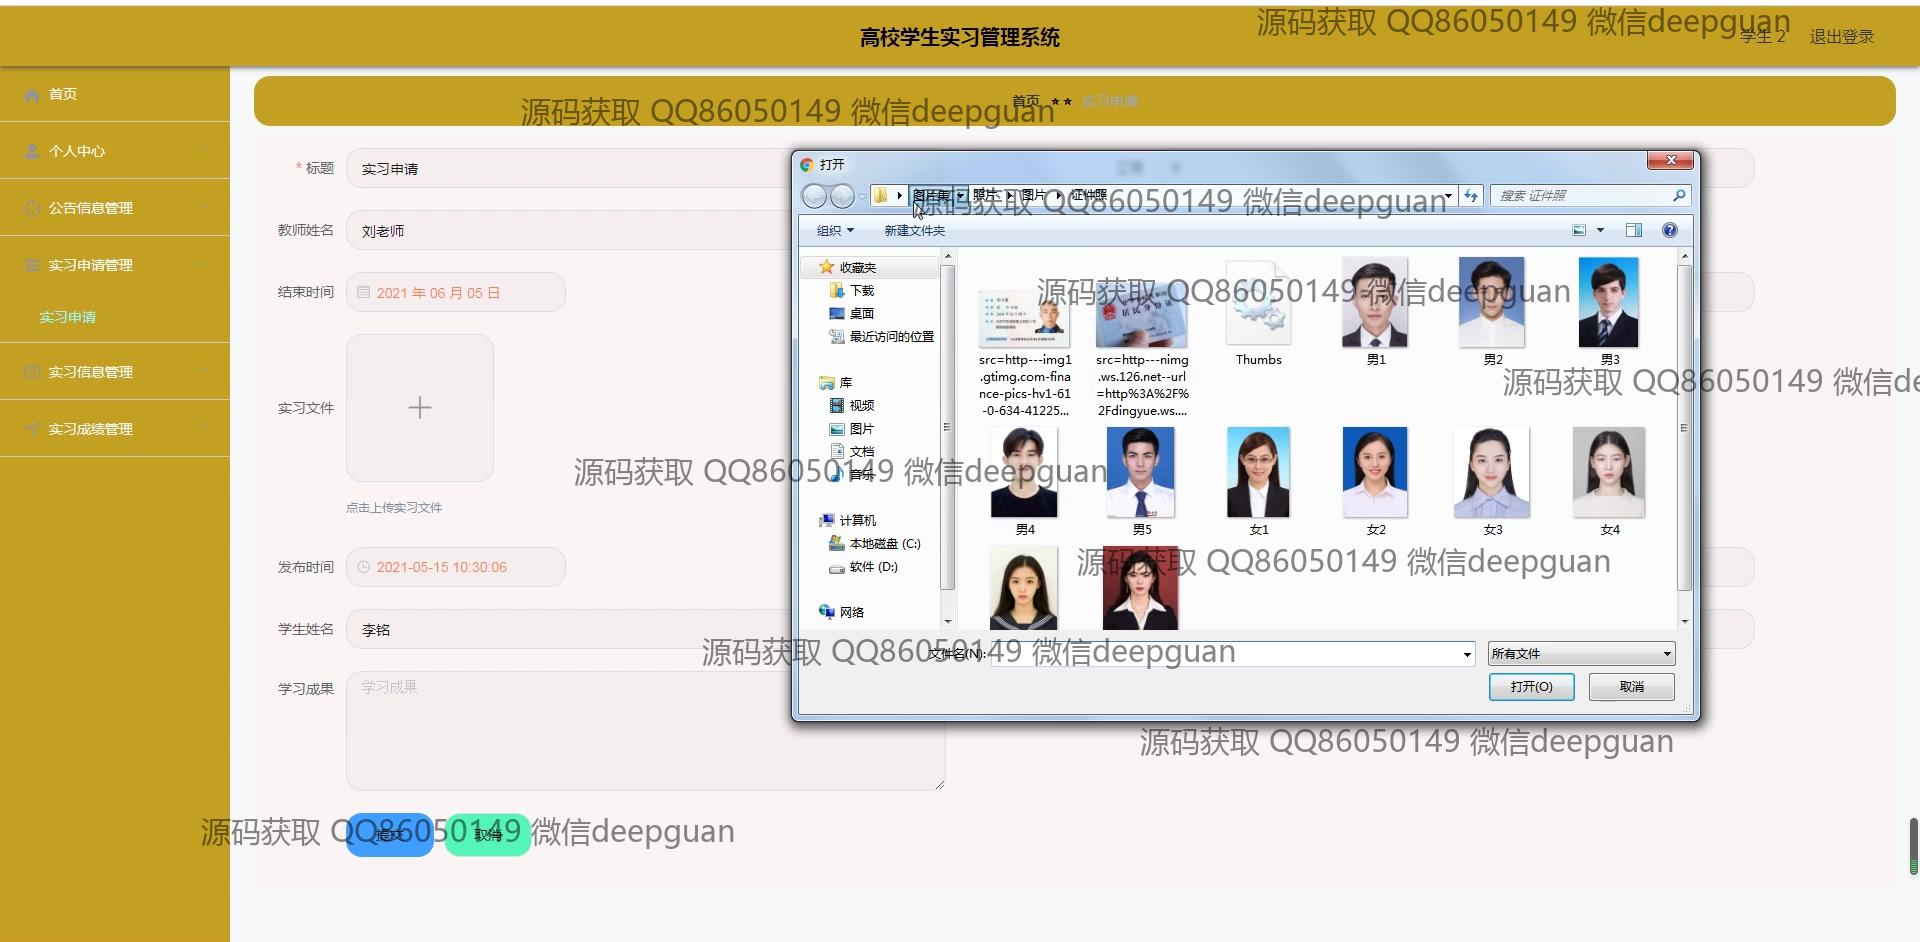 高校学生实习管理系统
源码获取 QQ86050149 微信deepguan
学生 2
退出登录
首页
个人中心
公告信息管理
实习申请管理
实习申请
实习信息管理
实习成绩管理
首页 ★★ 实习申请
源码获取 QQ86050149 微信deepguan
* 标题
实习申请
教师姓名
刘老师
结束时间
2021 年 06 月 05 日
实习文件
点击上传实习文件
发布时间
2021-05-15 10:30:06
学生姓名
李铭
学习成果
学习成果
提交
取消
源码获取 QQ86050149 微信deepguan
打开
图片集
照片
图片
证件照
源码获取 QQ86050149 微信deepguan
搜索 证件照
组织
新建文件夹
收藏夹
下载
桌面
最近访问的位置
库
视频
图片
文档
音乐
计算机
本地磁盘 (C:)
软件 (D:)
网络
源码获取 QQ86050149 微信deepguan
src=http---img1
.gtimg.com-fina
nce-pics-hv1-61
-0-634-41225...
src=http---nimg
.ws.126.net--url
=http%3A%2F%
2Fdingyue.ws....
Thumbs
男1
男2
男3
源码获取 QQ86050149 微信de
源码获取 QQ86050149 微信deepguan
男4
男5
女1
女2
女3
女4
源码获取 QQ86050149 微信deepguan
源码获取 QQ86050149 微信deepguan
文件名(N):
所有文件
打开(O)
取消
源码获取 QQ86050149 微信deepguan